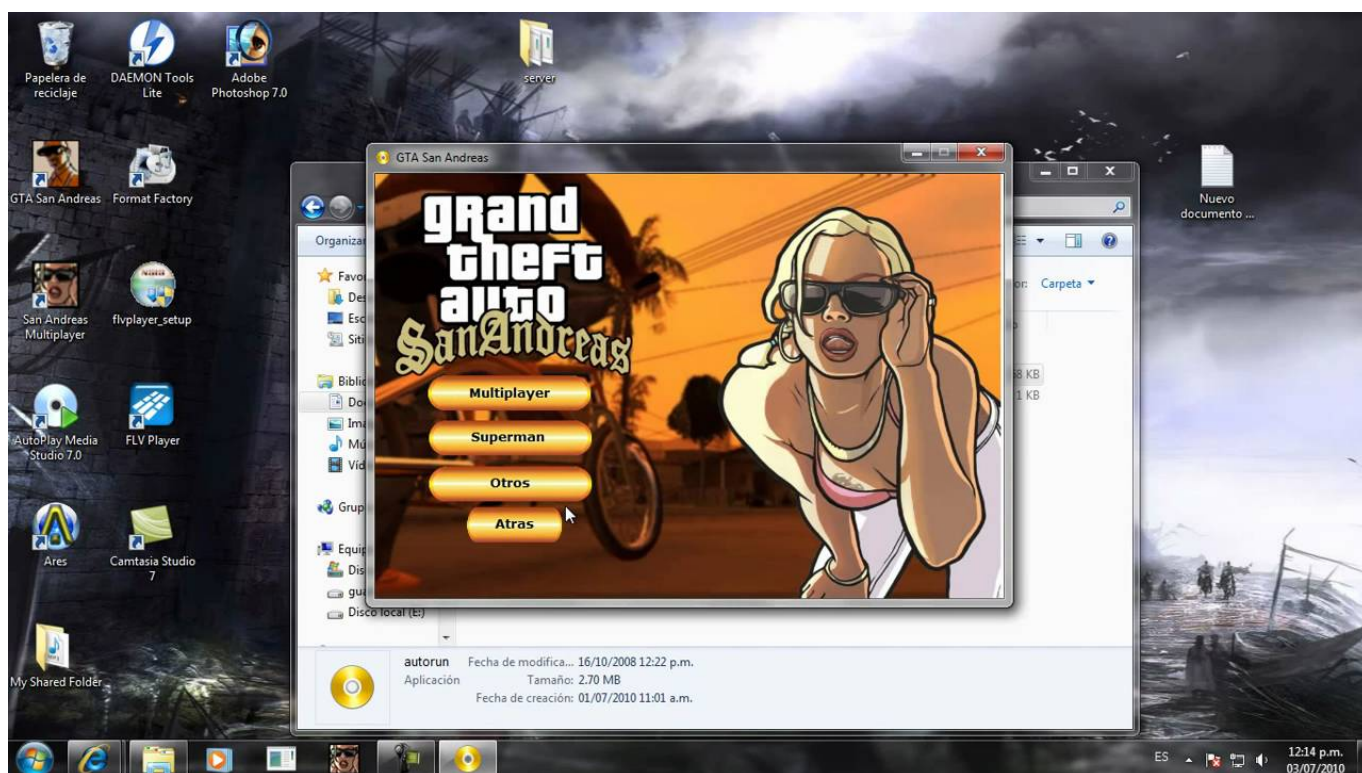 Papelera de
reciclaje
DAEMON Tools
Lite
Adobe
Photoshop 7.0
server
GTA San Andreas
Format Factory
Nuevo
documento ...
San Andreas
Multiplayer
flvplayer_setup
AutoPlay Media
Studio 7.0
FLV Player
Ares
Camtasia Studio
7
My Shared Folder
GTA San Andreas
grand
theft
auto
San Andreas
Multiplayer
Superman
Otros
Atras
Carpeta
1 KB
Disco local (E:)
autorun Fecha de modifica... 16/10/2008 12:22 p.m.
Aplicación Tamaño: 2.70 MB
Fecha de creación: 01/07/2010 11:01 a.m.
ES
12:14 p.m.
03/07/2010